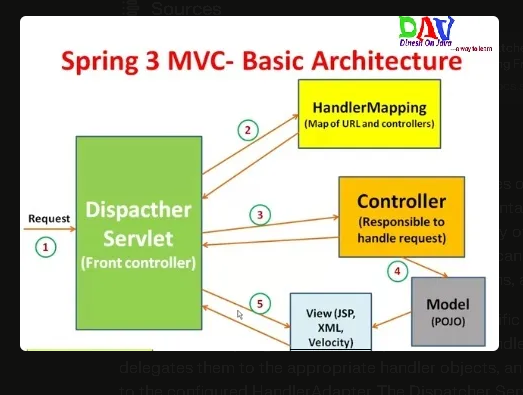 Sources
DAV
Dinesh On Java
...a way to learn
Spring 3 MVC- Basic Architecture
HandlerMapping
(Map of URL and controllers)
2
Request
1
Dispacther
Servlet
(Front controller)
3
Controller
(Responsible to
handle request)
4
5
View (JSP,
XML,
Velocity)
Model
(POJO)
delegates them to the appropriate handler objects, an
to the configured HandlerAdapter. The Dispatcher Ser